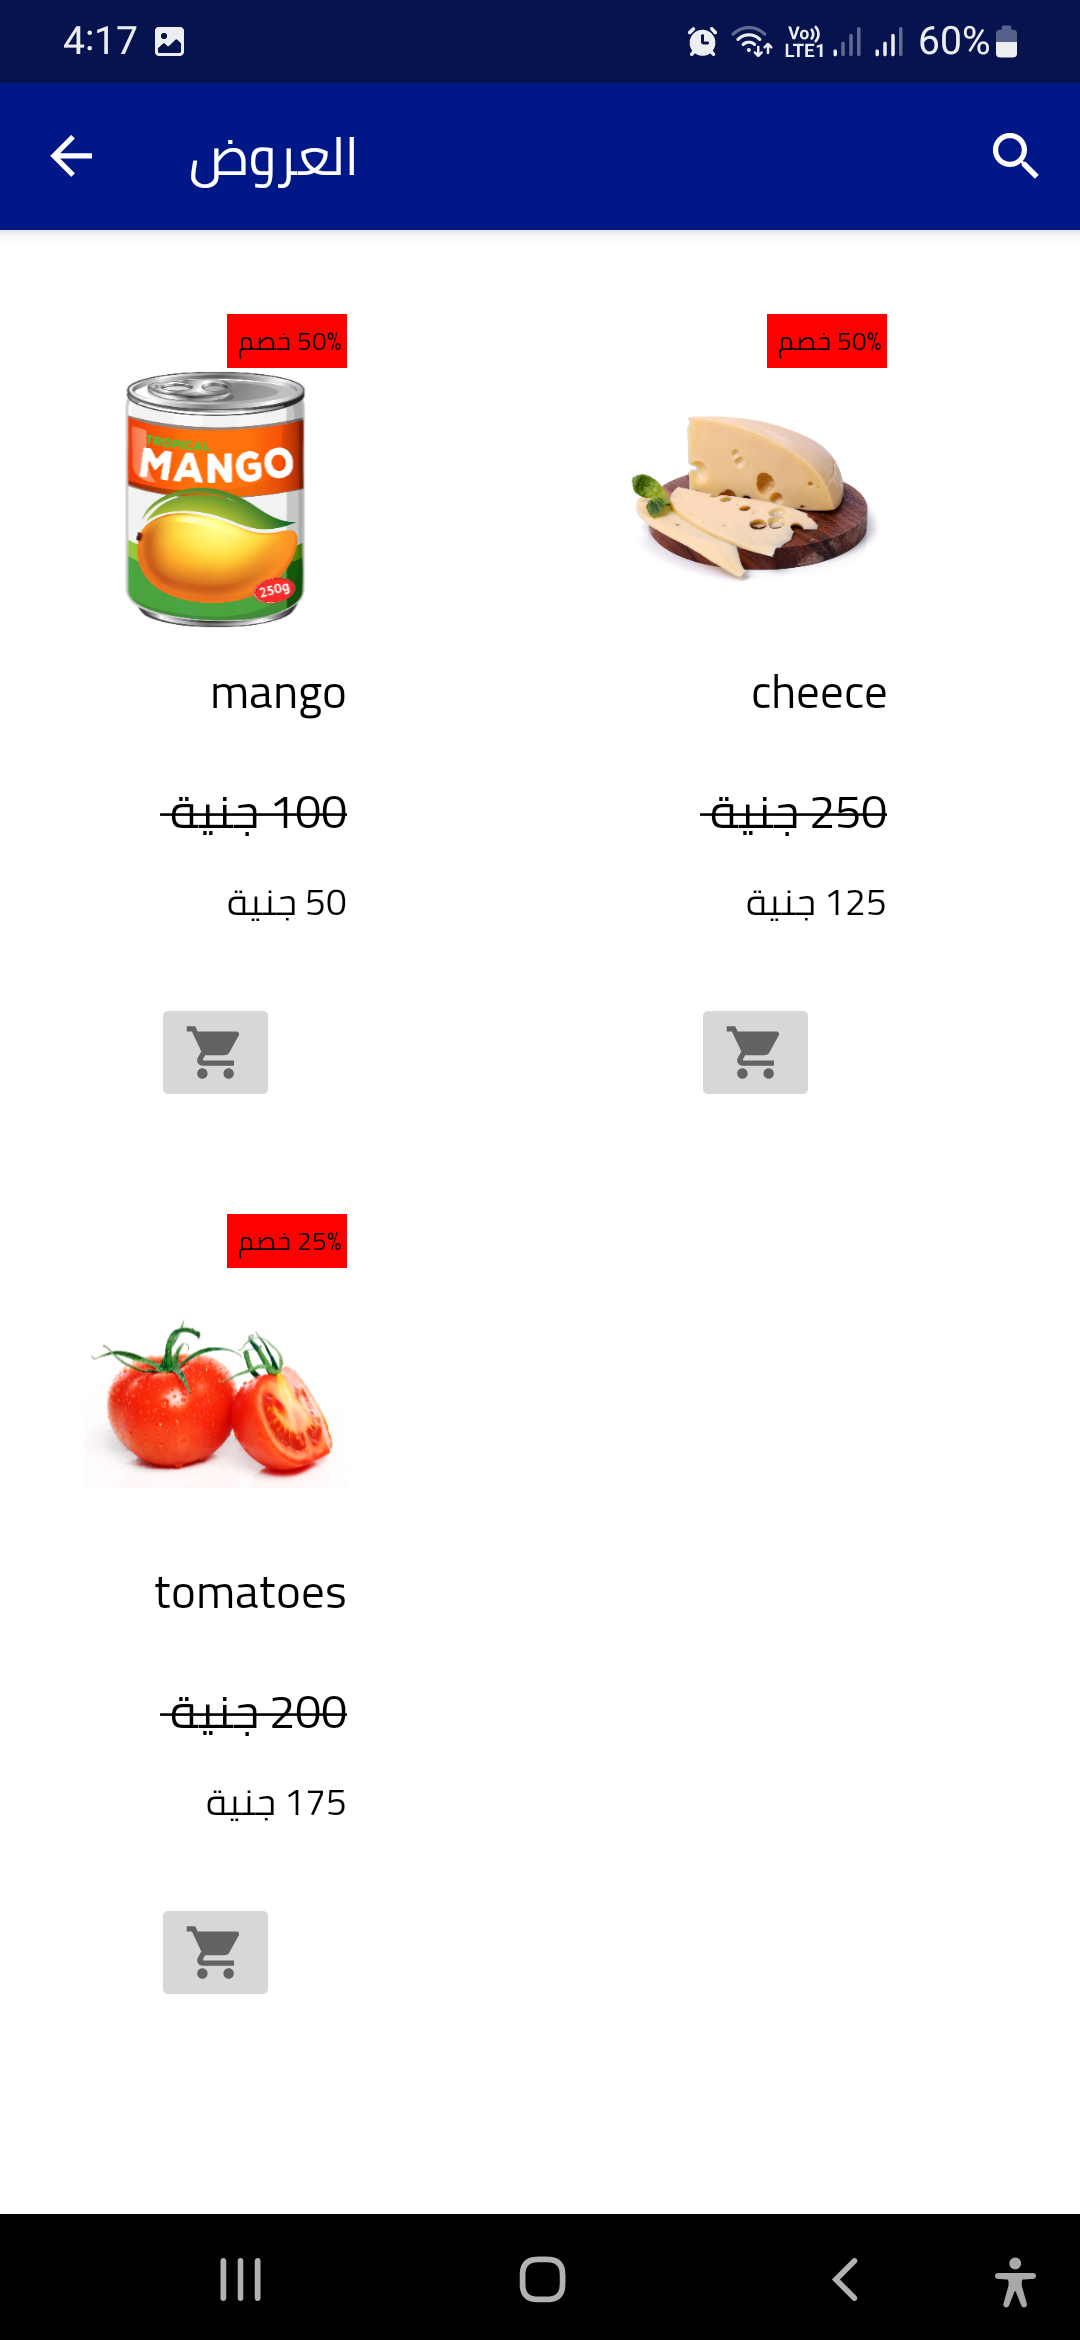 4:17
Vo)) LTE1 60%
العروض
50% خصم
TROPICAL
MANGO
250g
mango
100 جنية
50 جنية
50% خصم
cheece
250 جنية
125 جنية
25% خصم
tomatoes
200 جنية
175 جنية